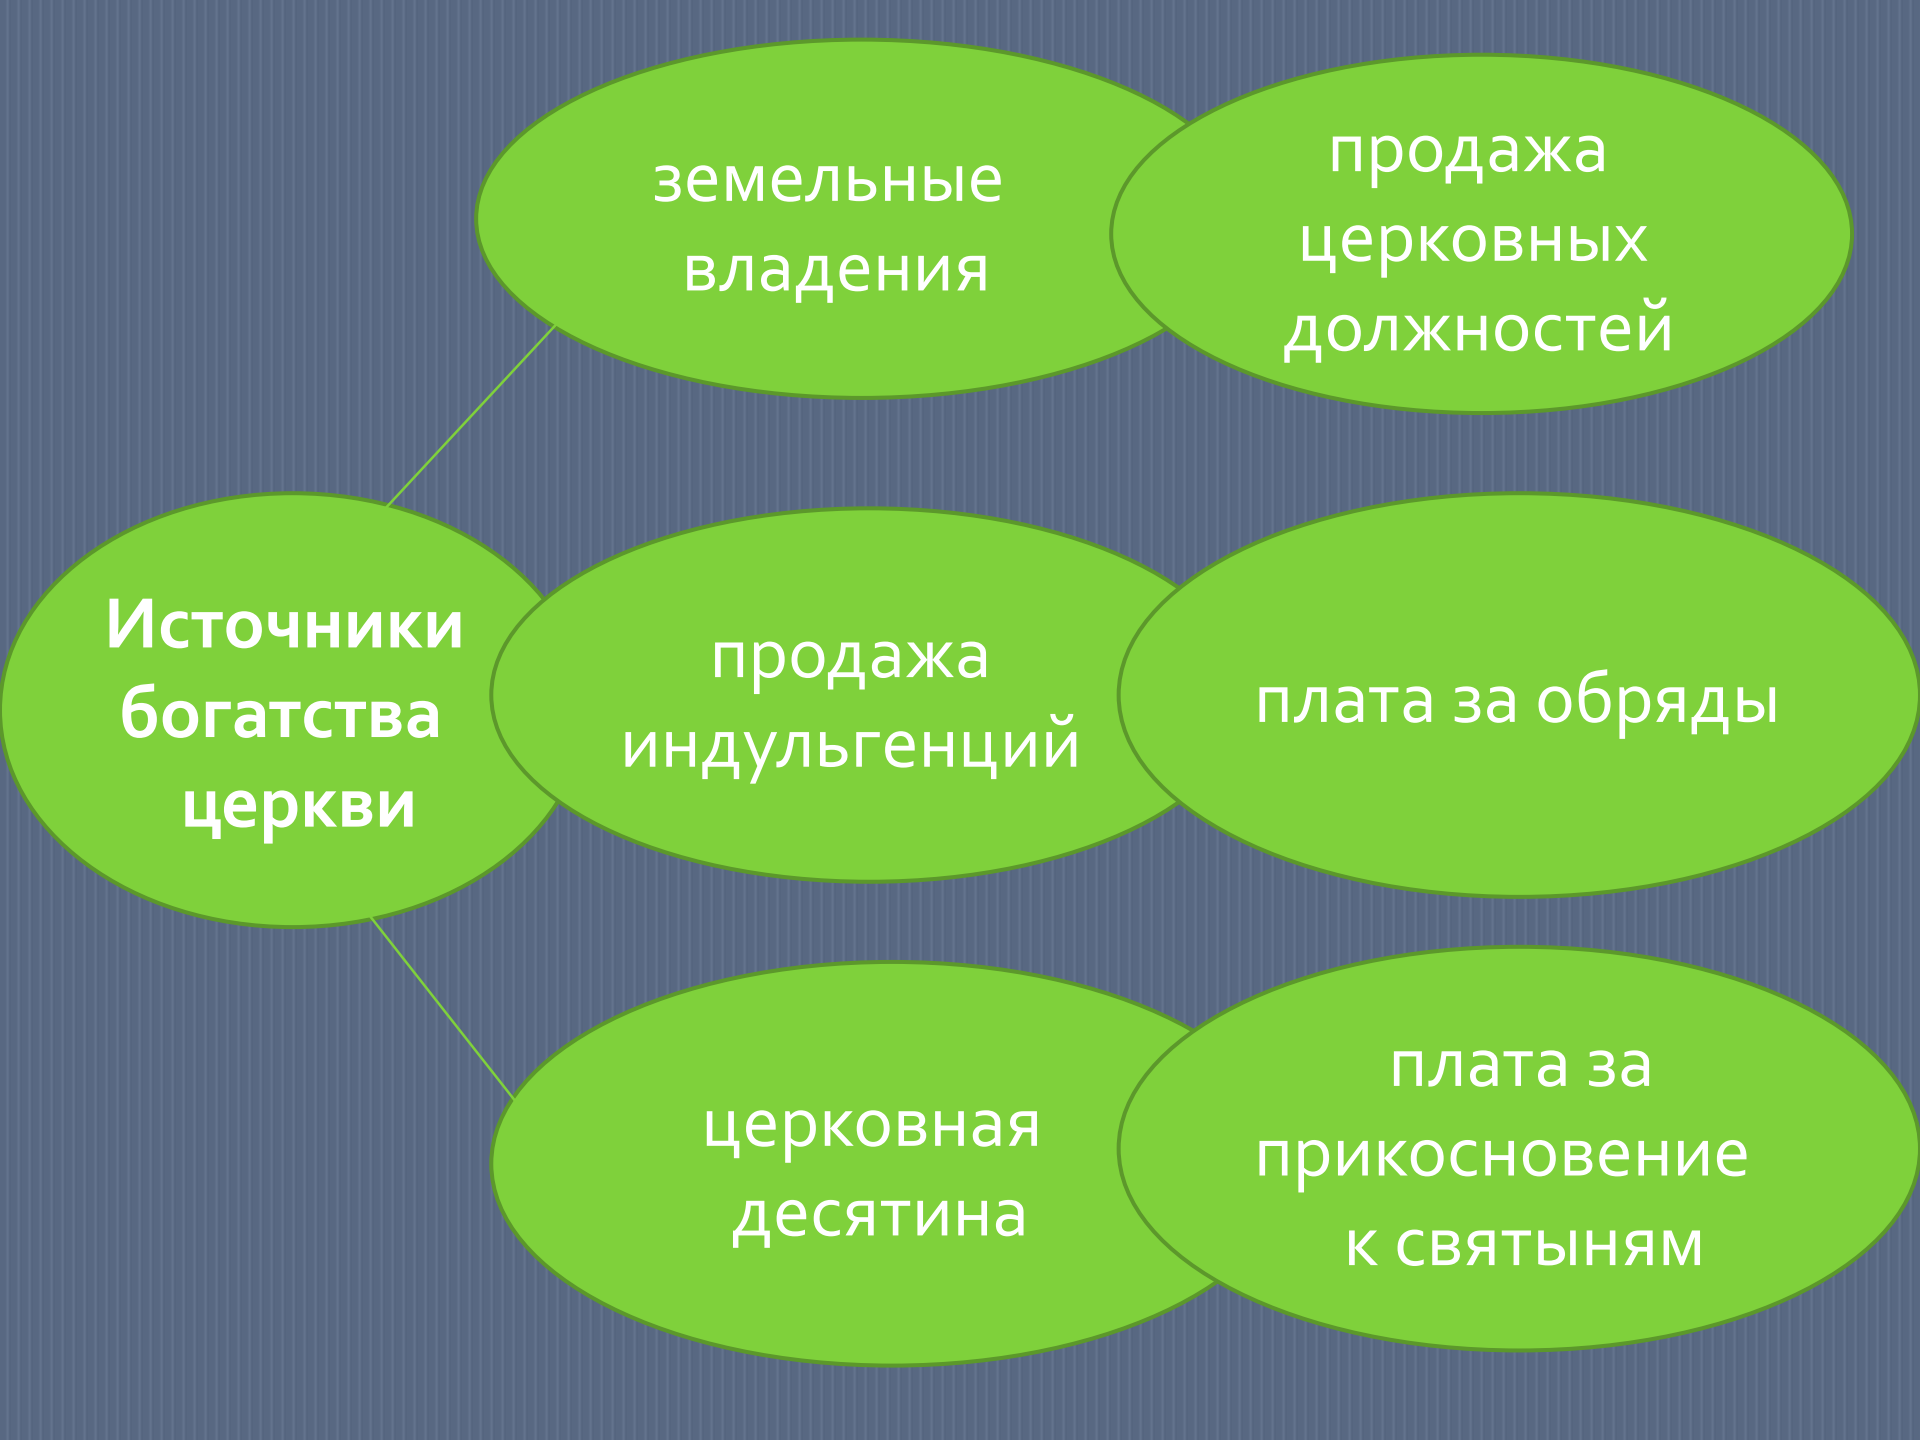 земельные
владения
продажа
церковных
должностей
Источники
богатства
церкви
продажа
индульгенций
плата за обряды
церковная
десятина
плата за
прикосновение
к святыням